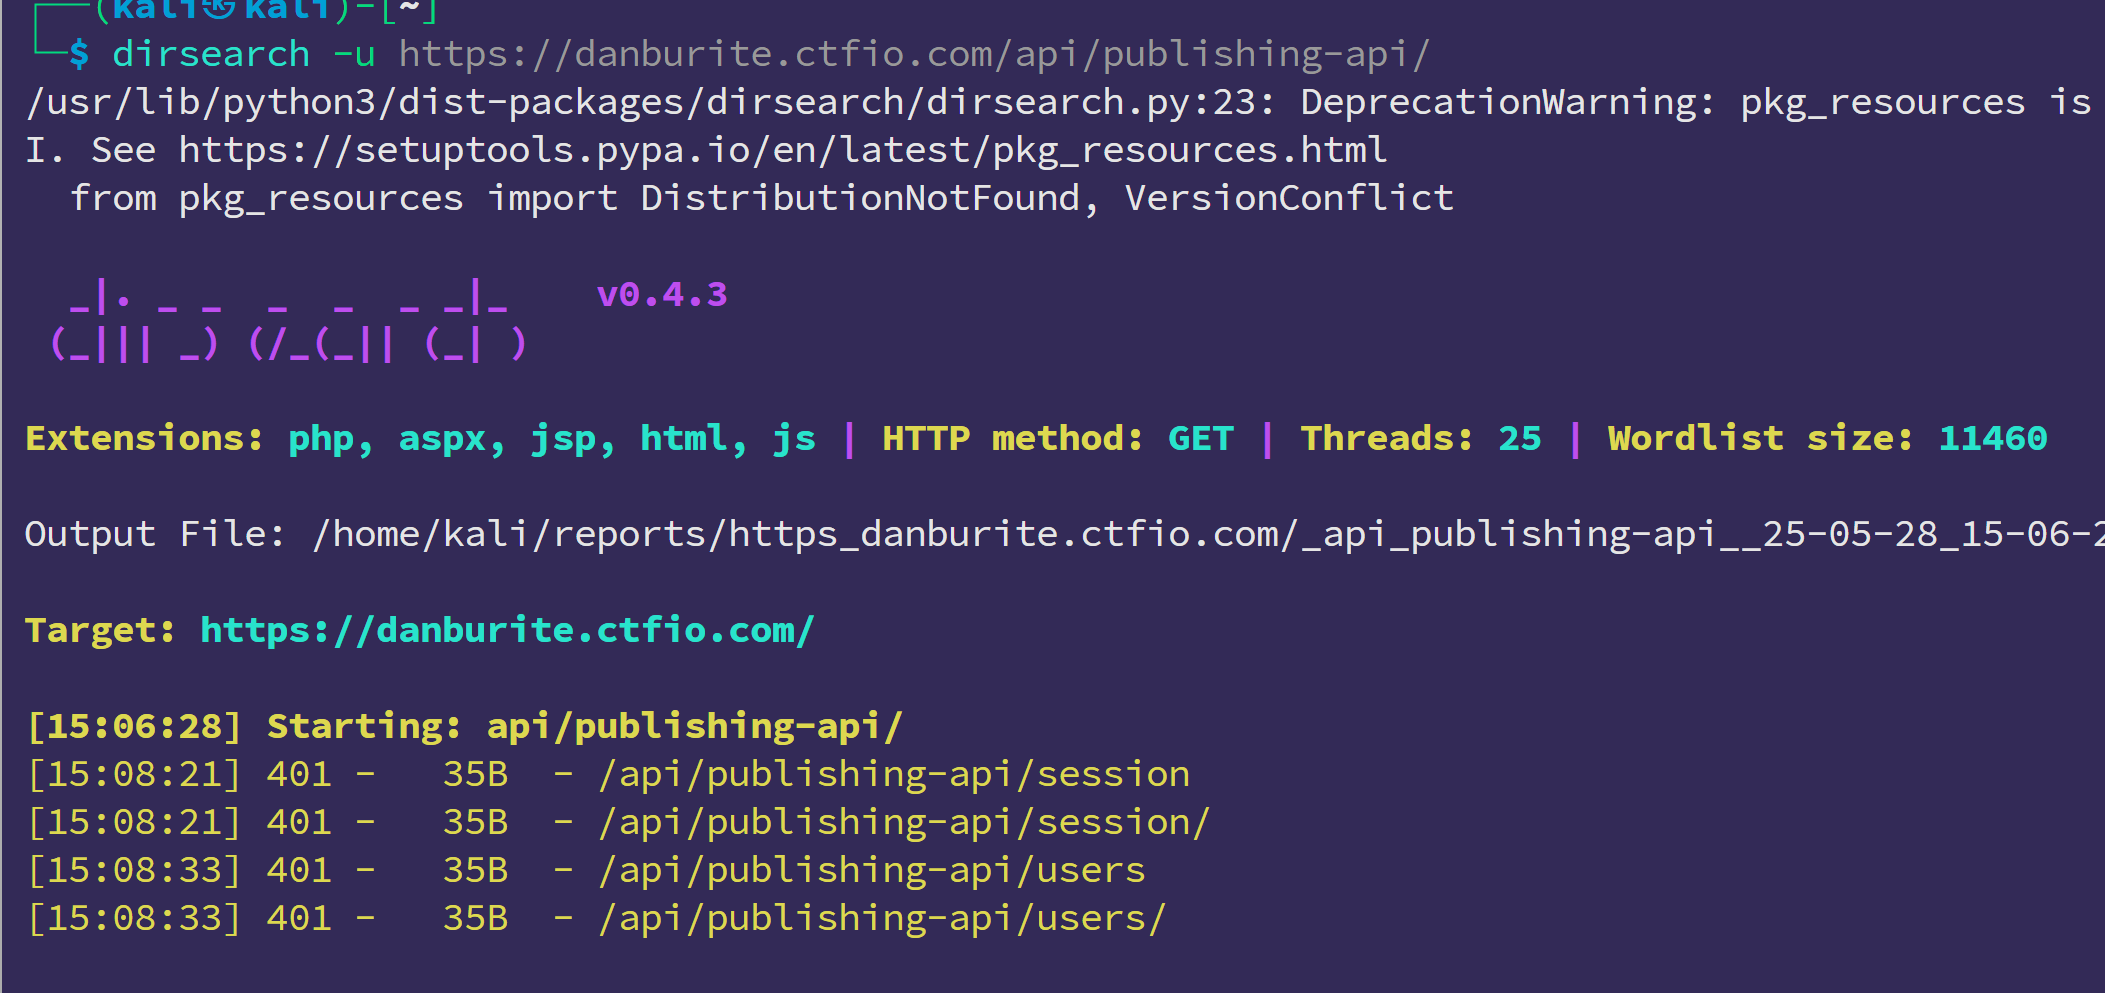 ┌──(kali㉿kali)-[~]
└─$ dirsearch -u https://danburite.ctfio.com/api/publishing-api/
/usr/lib/python3/dist-packages/dirsearch/dirsearch.py:23: DeprecationWarning: pkg_resources is
I. See https://setuptools.pypa.io/en/latest/pkg_resources.html
  from pkg_resources import DistributionNotFound, VersionConflict
  _|. _ _  _  _  _ _|_    v0.4.3
 (_||| _) (/_(_|| (_| )
Extensions: php, aspx, jsp, html, js | HTTP method: GET | Threads: 25 | Wordlist size: 11460
Output File: /home/kali/reports/https_danburite.ctfio.com/_api_publishing-api__25-05-28_15-06-2
Target: https://danburite.ctfio.com/
[15:06:28] Starting: api/publishing-api/
[15:08:21] 401 -   35B  - /api/publishing-api/session
[15:08:21] 401 -   35B  - /api/publishing-api/session/
[15:08:33] 401 -   35B  - /api/publishing-api/users
[15:08:33] 401 -   35B  - /api/publishing-api/users/